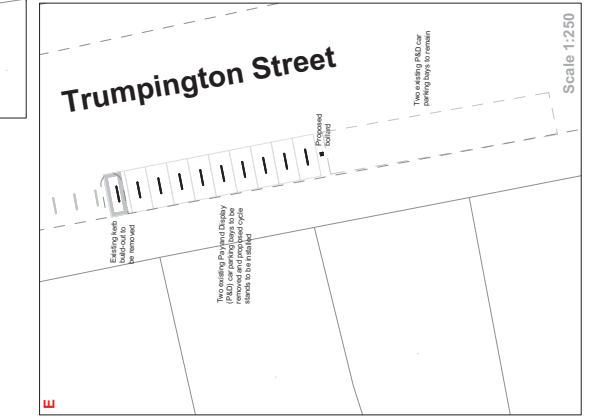 Trumpington Street
Scale 1:250
Two existing P&D car
parking bays to remain
Proposed
bollard
Existing kerb
build-out to
be removed
Two existing Pay and Display
(P&D) car parking bays to be
removed and proposed cycle
stands to be installed
E